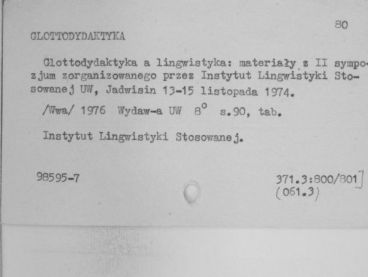 80
GLOTTODYDAKTYKA
Glottodydaktyka a lingwistyka: materiały z II sympo-
zjum zorganizowanego przez Instytut Lingwistyki Sto-
sowanej UW, Jadwisin 13-15 listopada 1974.
/Wwa/ 1976 Wydaw-a UW 8° s.90, tab.
Instytut Lingwistyki Stosowanej.
98595-7
371.3:800/801]
(061.3)